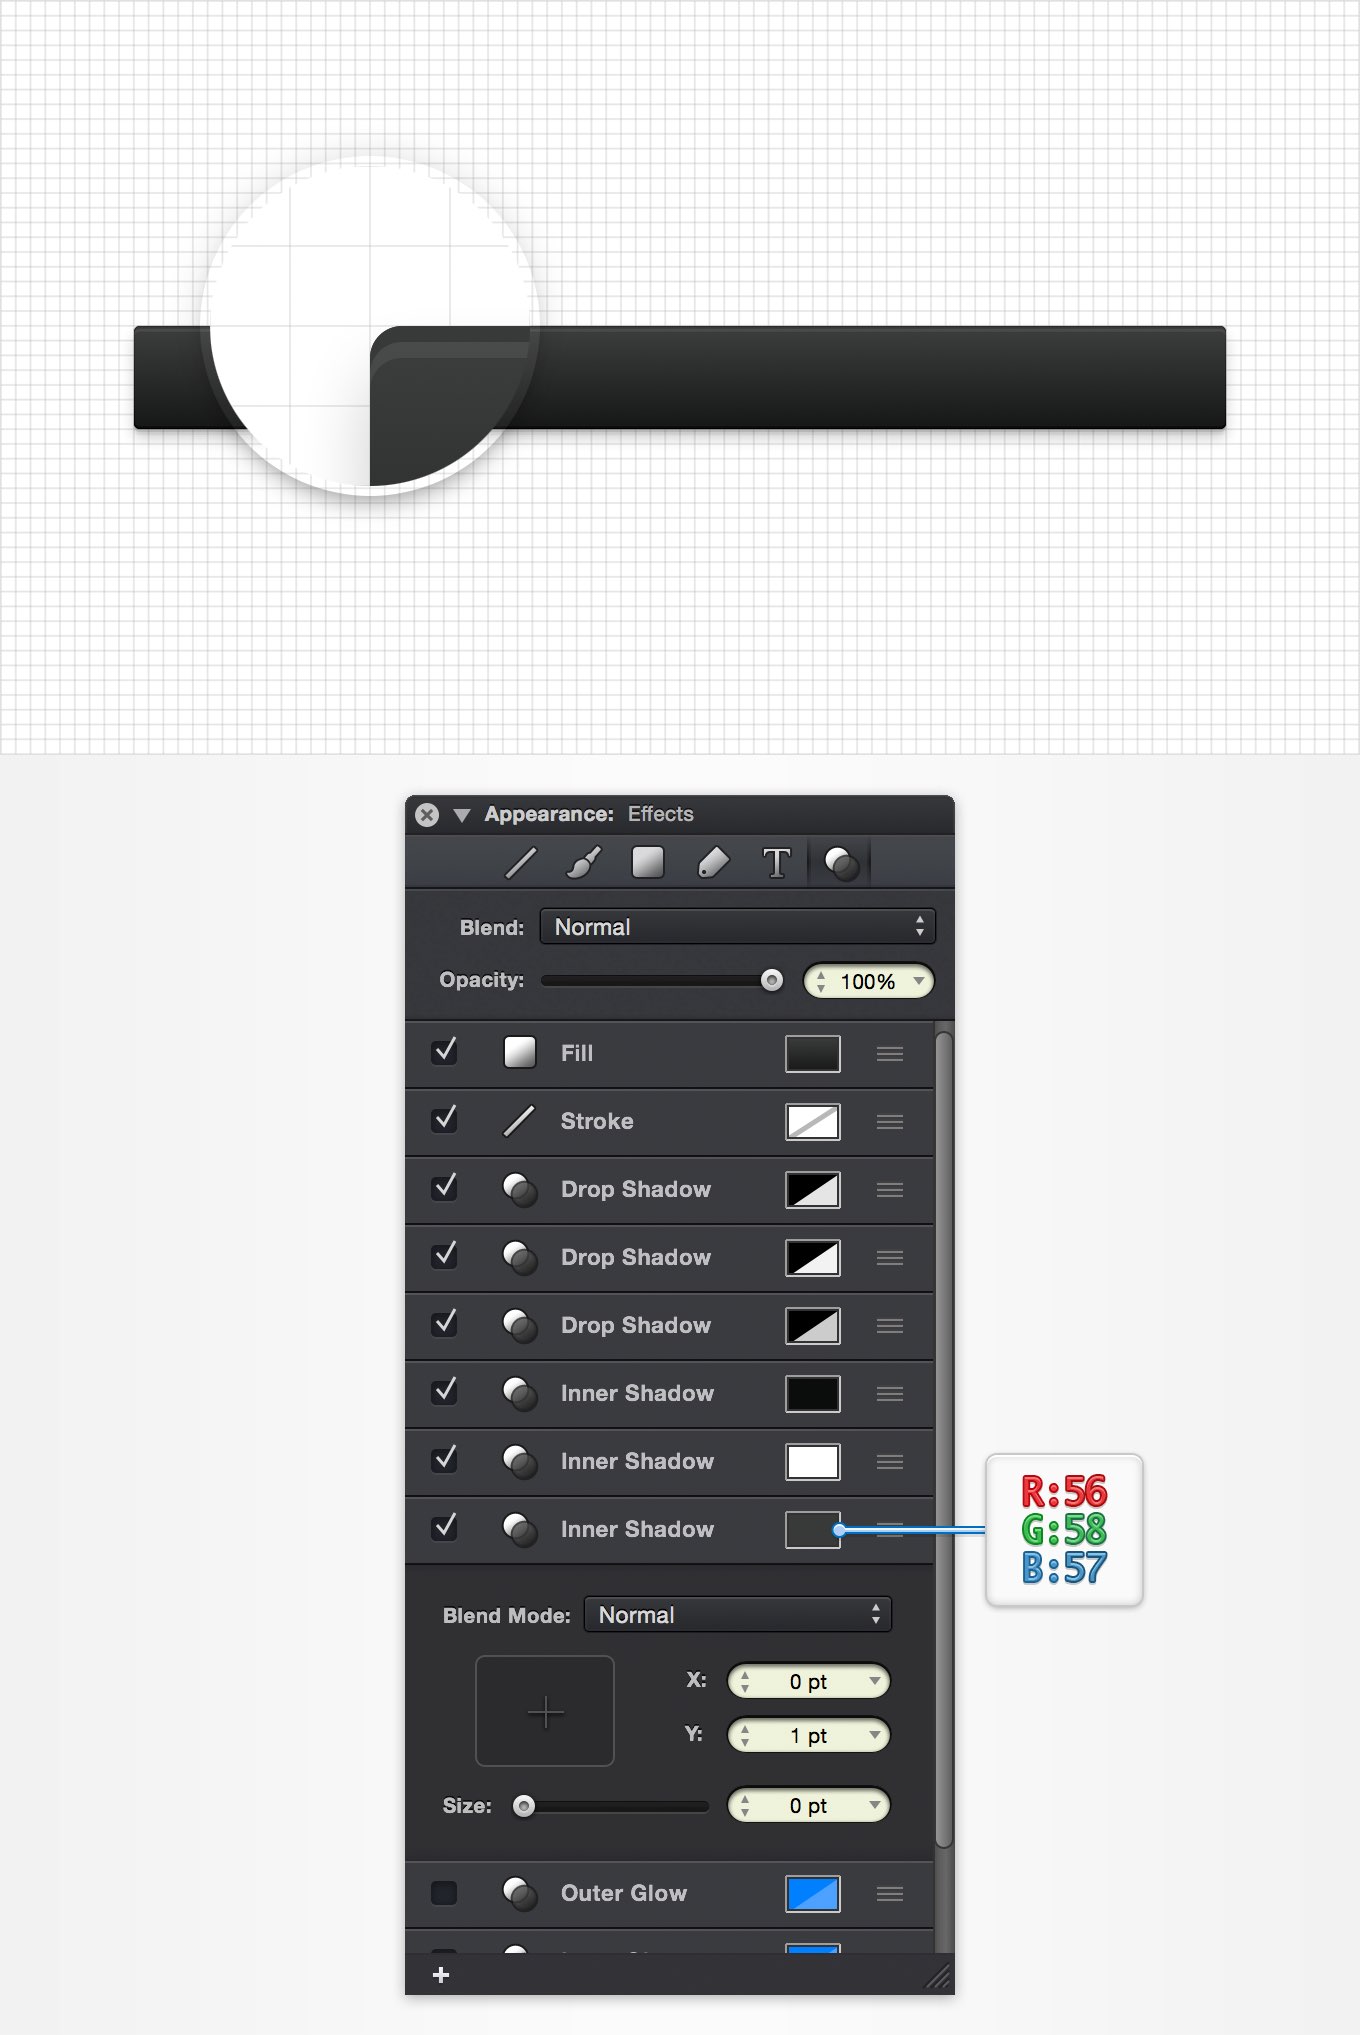 Appearance: Effects
T
Blend: Normal
Opacity: 100%
Fill
Stroke
Drop Shadow
Drop Shadow
Drop Shadow
Inner Shadow
Inner Shadow
Inner Shadow
R:56
G:58
B:57
Blend Mode: Normal
X: 0 pt
Y: 1 pt
Size: 0 pt
Outer Glow
+